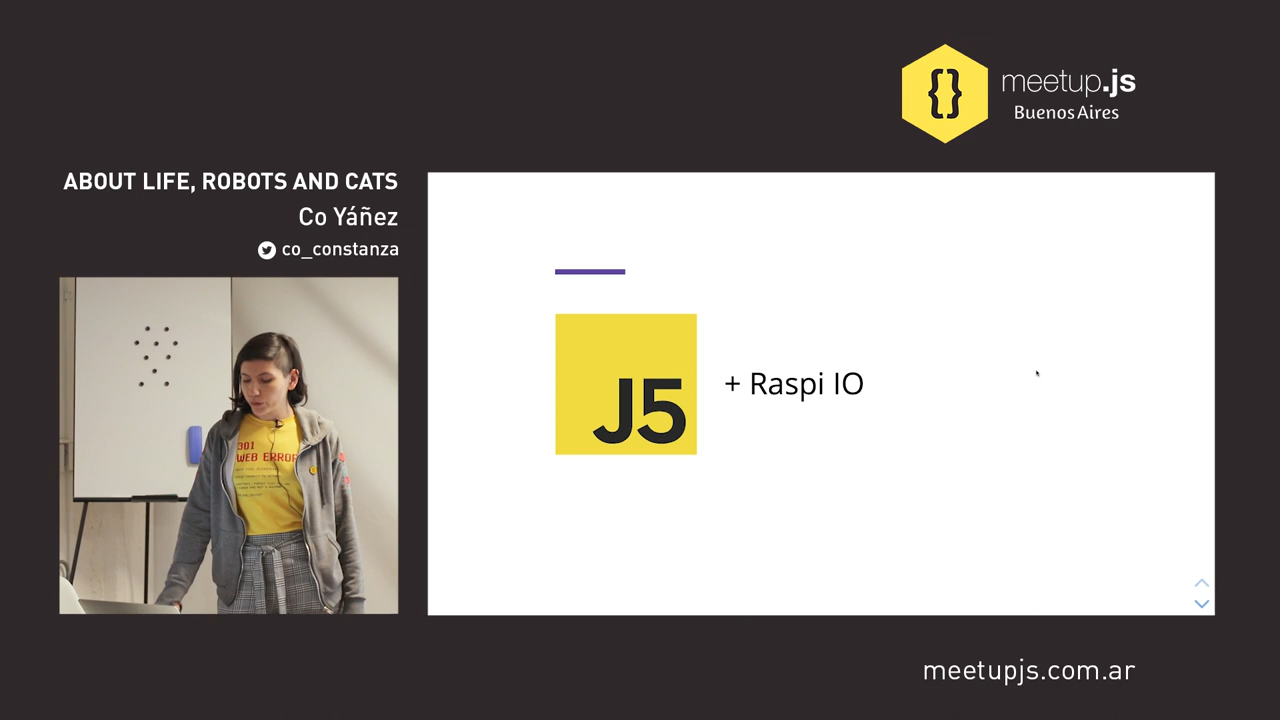 {}
meetup.js
Buenos Aires
ABOUT LIFE, ROBOTS AND CATS
Co Yáñez
co_constanza
301
WEB ERROR
J5
+ Raspi IO
meetupjs.com.ar